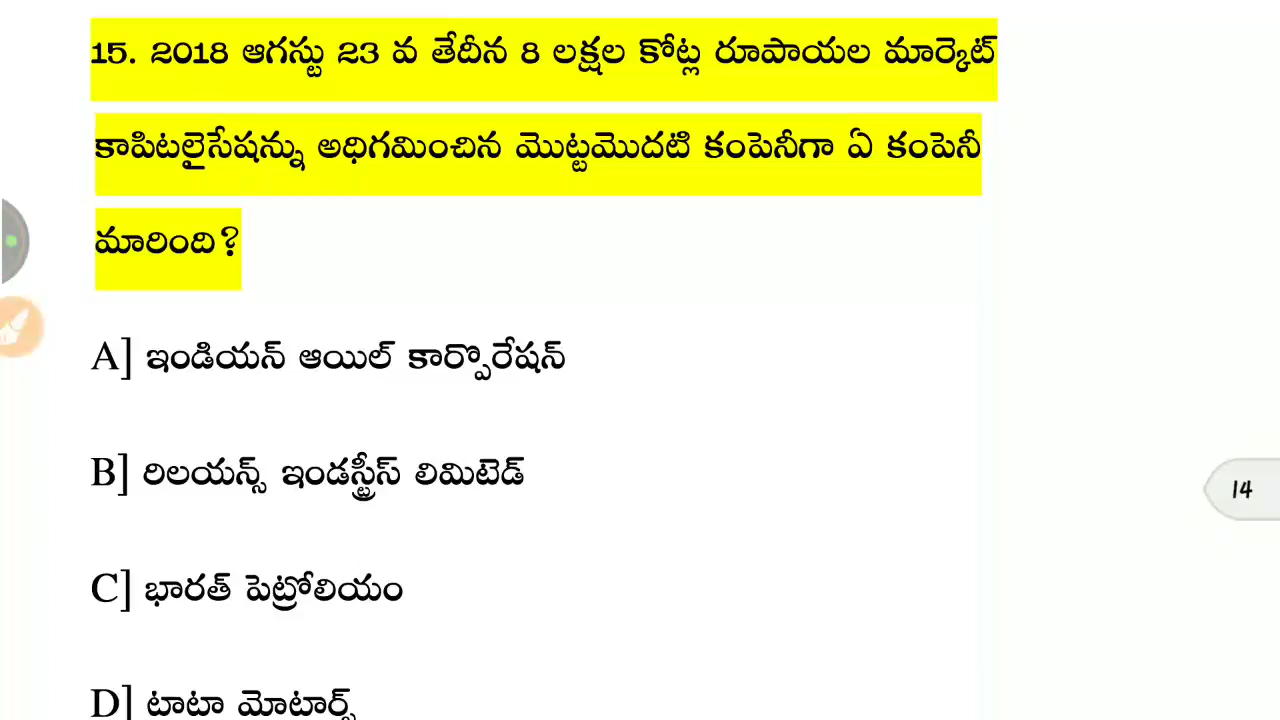 15. 2018 ఆగస్టు 23 వ తేదీన 8 లక్షల కోట్ల రూపాయల మార్కెట్
కాపిటలైసేషన్ను అధిగమించిన మొట్టమొదటి కంపెనీగా ఏ కంపెనీ
మారింది?
A] ఇండియన్ ఆయిల్ కార్పొరేషన్
B] రిలయన్స్ ఇండస్ట్రీస్ లిమిటెడ్
14
C] భారత్ పెట్రోలియం
D] టాటా మోటార్స్